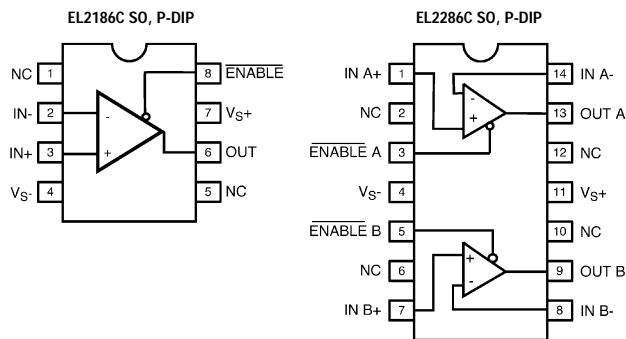 EL2186C SO, P-DIP
NC 1
8 ENABLE
IN- 2
-
7 VS+
IN+ 3
+
6 OUT
VS- 4
5 NC
EL2286C SO, P-DIP
IN A+ 1
14 IN A-
-
NC 2
+
13 OUT A
ENABLE A 3
12 NC
VS- 4
11 VS+
ENABLE B 5
10 NC
+
NC 6
-
9 OUT B
IN B+ 7
8 IN B-